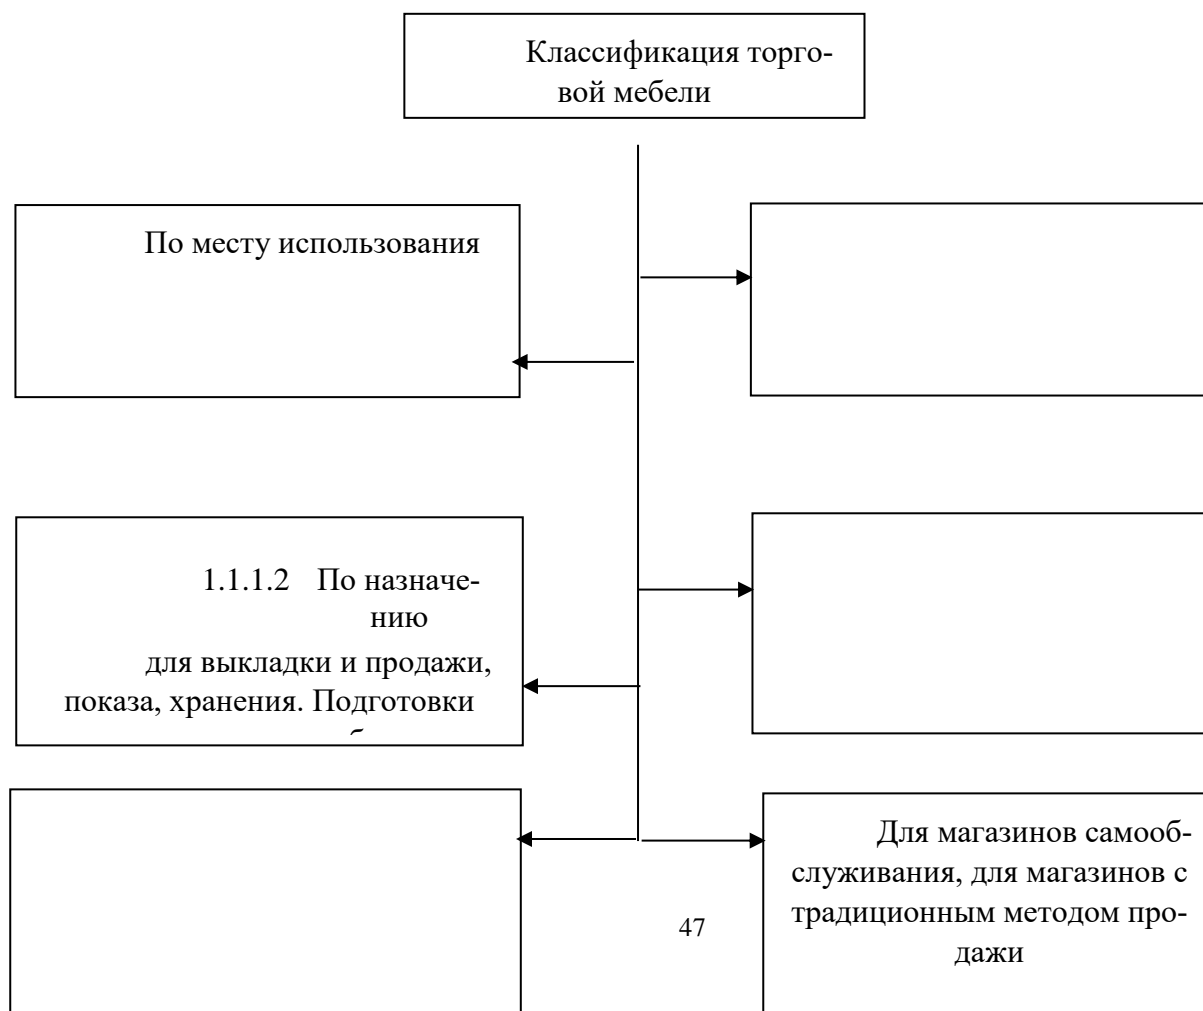 Классификация торго-
вой мебели
По месту использования
1.1.1.2 По назначе-
нию
для выкладки и продажи,
показа, хранения. Подготовки
Для магазинов самооб-
служивания, для магазинов с
традиционным методом про-
дажи
47